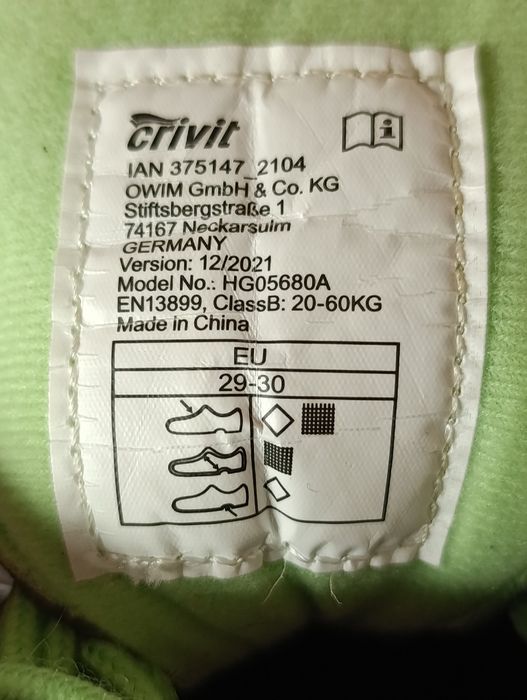 crivit
i
IAN 375147_2104
OWIM GmbH & Co. KG
Stiftsbergstraße 1
74167 Neckarsulm
GERMANY
Version: 12/2021
Model No.: HG05680A
EN13899, ClassB: 20-60KG
Made in China
EU
29-30